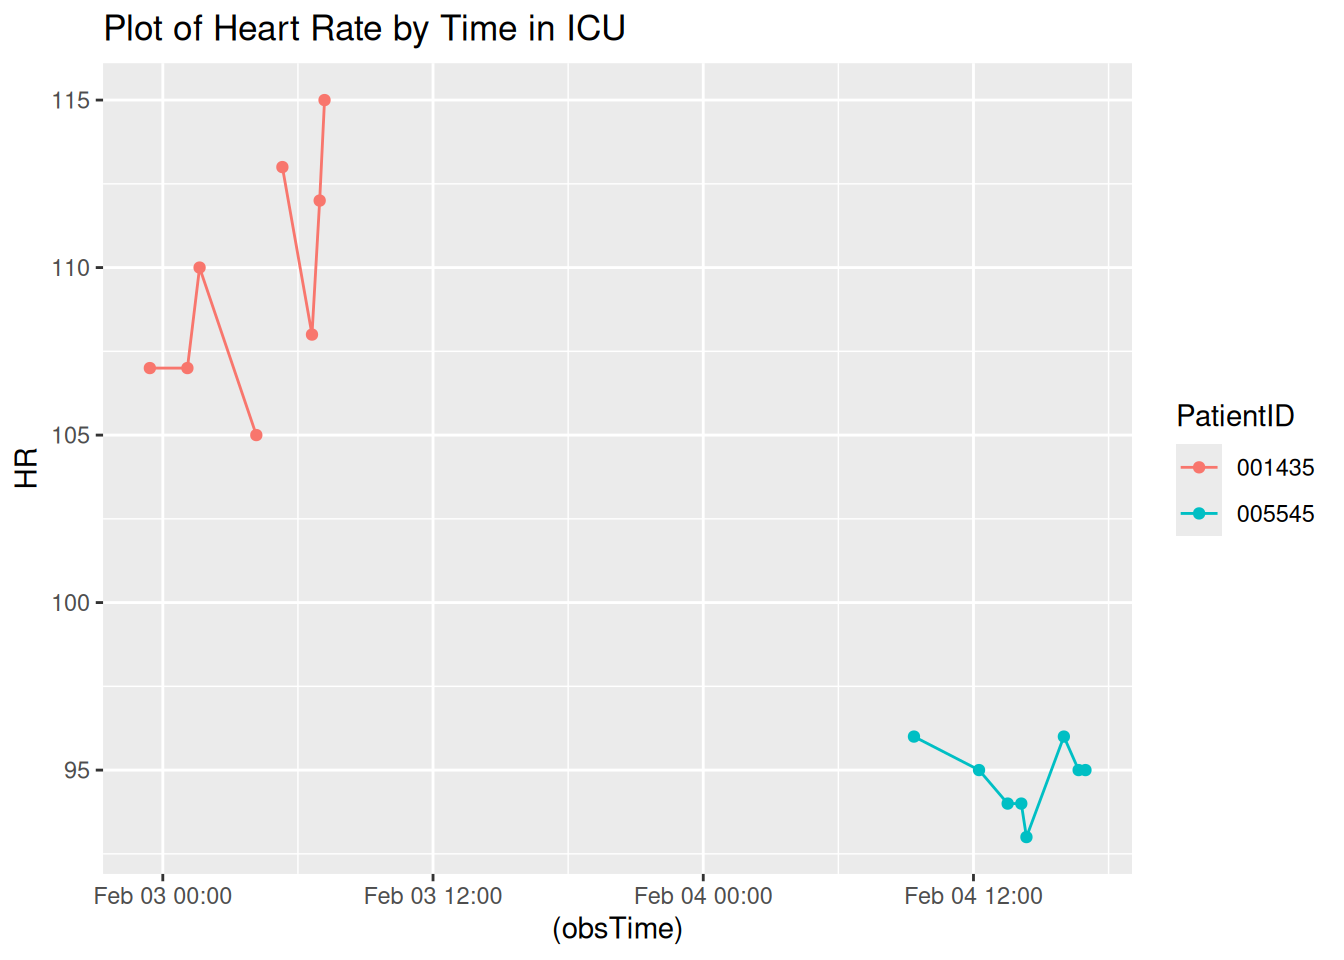 Plot of Heart Rate by Time in ICU
115
110
105
100
95
HR
Feb 03 00:00
Feb 03 12:00
Feb 04 00:00
Feb 04 12:00
(obsTime)
PatientID
001435
005545